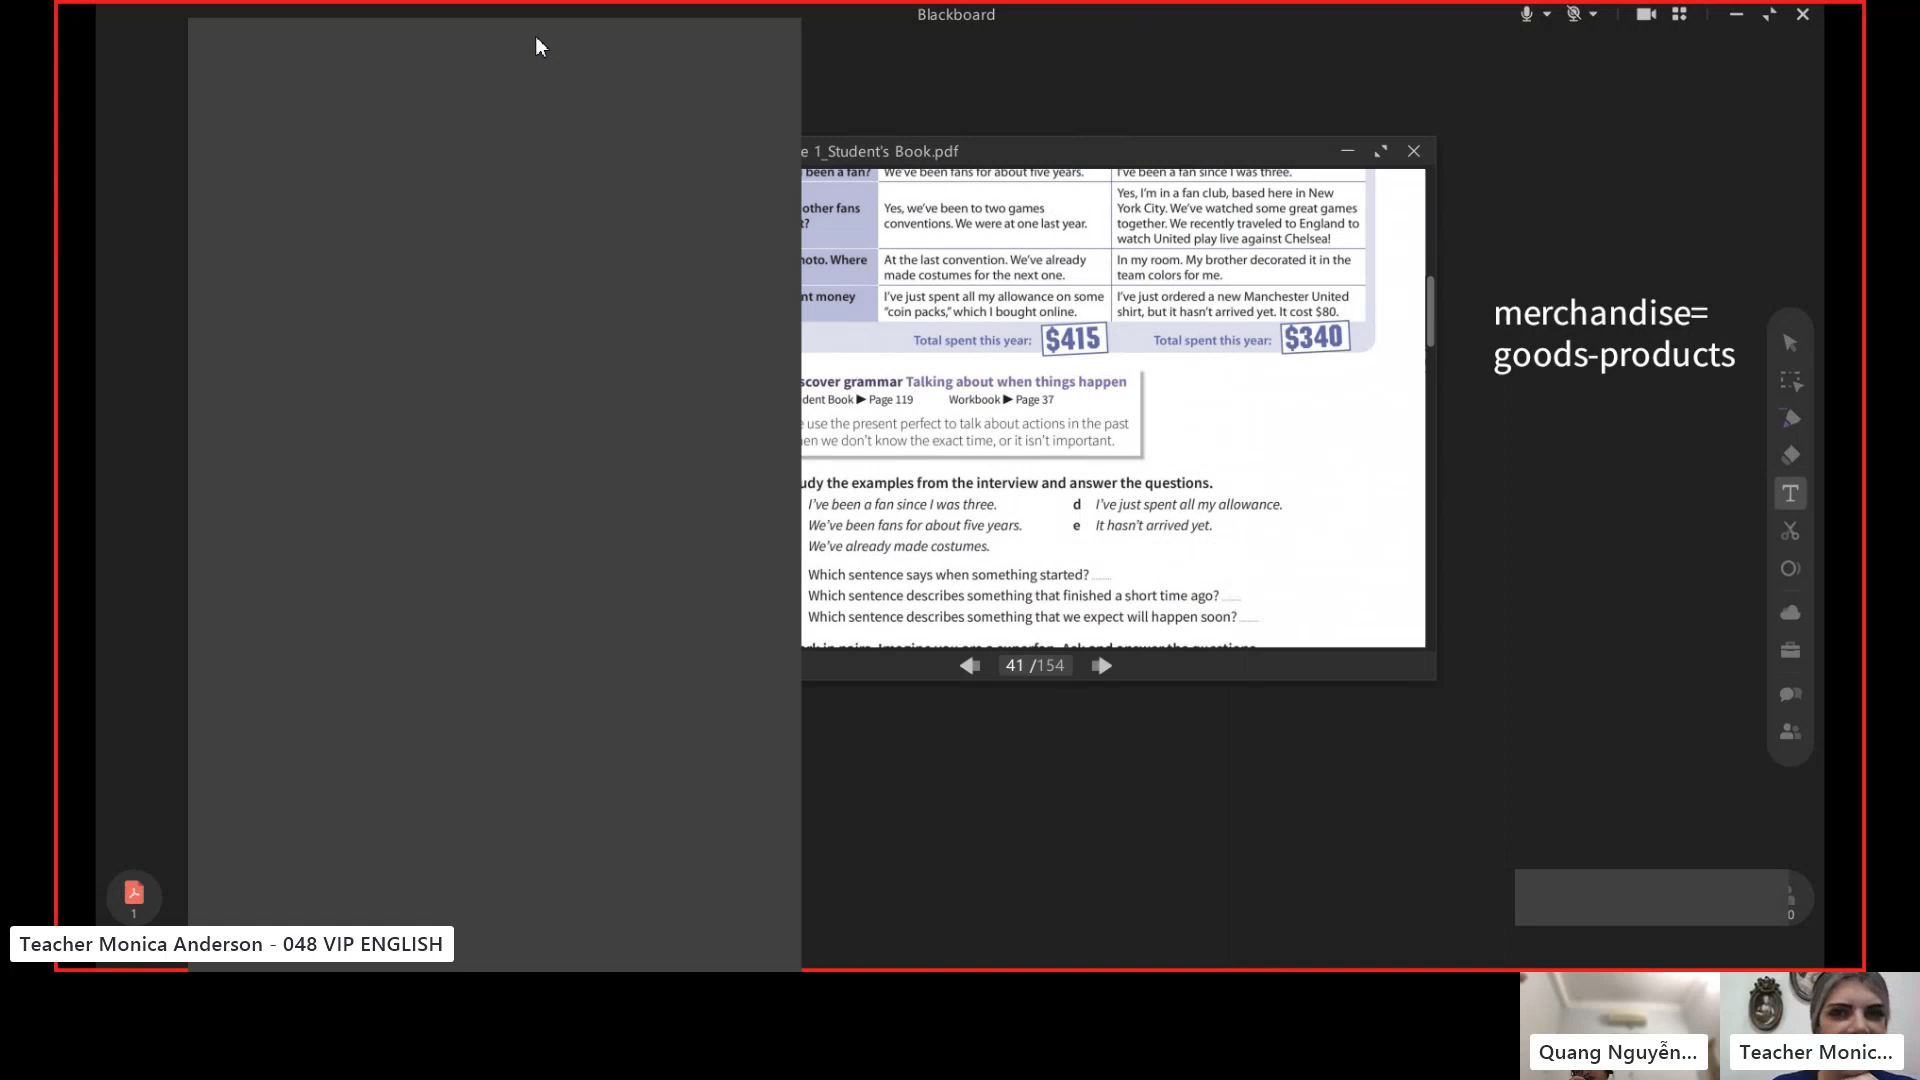 Blackboard
e 1_Student's Book.pdf
been a fan?
We've been fans for about five years.
I've been a fan since I was three.
other fans
t?
Yes, we've been to two games
conventions. We were at one last year.
Yes, I'm in a fan club, based here in New
York City. We've watched some great games
together. We recently traveled to England to
watch United play live against Chelsea!
hoto. Where
At the last convention. We've already
made costumes for the next one.
In my room. My brother decorated it in the
team colors for me.
nt money
I've just spent all my allowance on some
"coin packs," which I bought online.
I've just ordered a new Manchester United
shirt, but it hasn't arrived yet. It cost $80.
Total spent this year: $415
Total spent this year: $340
scover grammar Talking about when things happen
dent Book ▶ Page 119 Workbook ▶ Page 37
e use the present perfect to talk about actions in the past
en we don't know the exact time, or it isn't important.
udy the examples from the interview and answer the questions.
I've been a fan since I was three.
We've been fans for about five years.
We've already made costumes.
d I've just spent all my allowance.
e It hasn't arrived yet.
Which sentence says when something started?
Which sentence describes something that finished a short time ago?
Which sentence describes something that we expect will happen soon?
41 /154
merchandise=
goods-products
T
1
0
Teacher Monica Anderson - 048 VIP ENGLISH
Quang Nguyễn...
Teacher Monic...